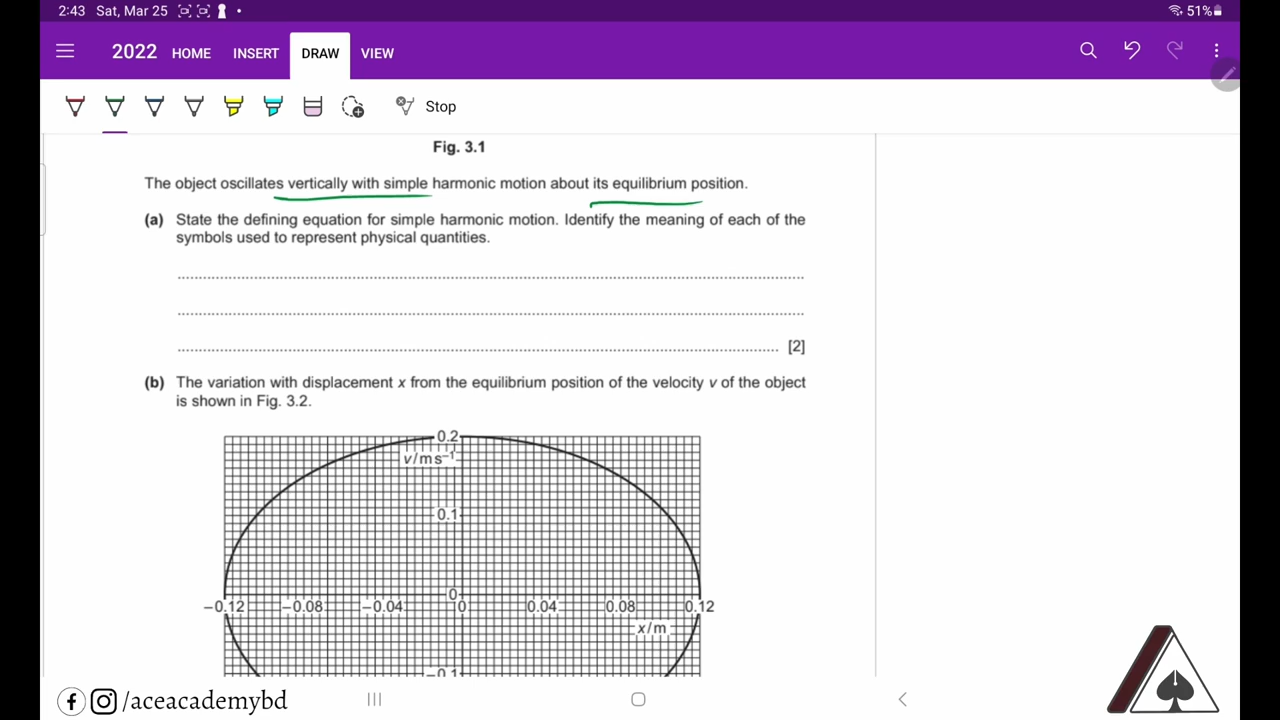 2:43 Sat, Mar 25 51%
2022 HOME INSERT DRAW VIEW
Stop
Fig. 3.1
The object oscillates vertically with simple harmonic motion about its equilibrium position.
(a) State the defining equation for simple harmonic motion. Identify the meaning of each of the
symbols used to represent physical quantities.
[2]
(b) The variation with displacement x from the equilibrium position of the velocity v of the object
is shown in Fig. 3.2.
0.2
v/ms⁻¹
0.1
0
−0.12 −0.08 −0.04 0 0.04 0.08 0.12
x/m
−0.1
/aceacademybd